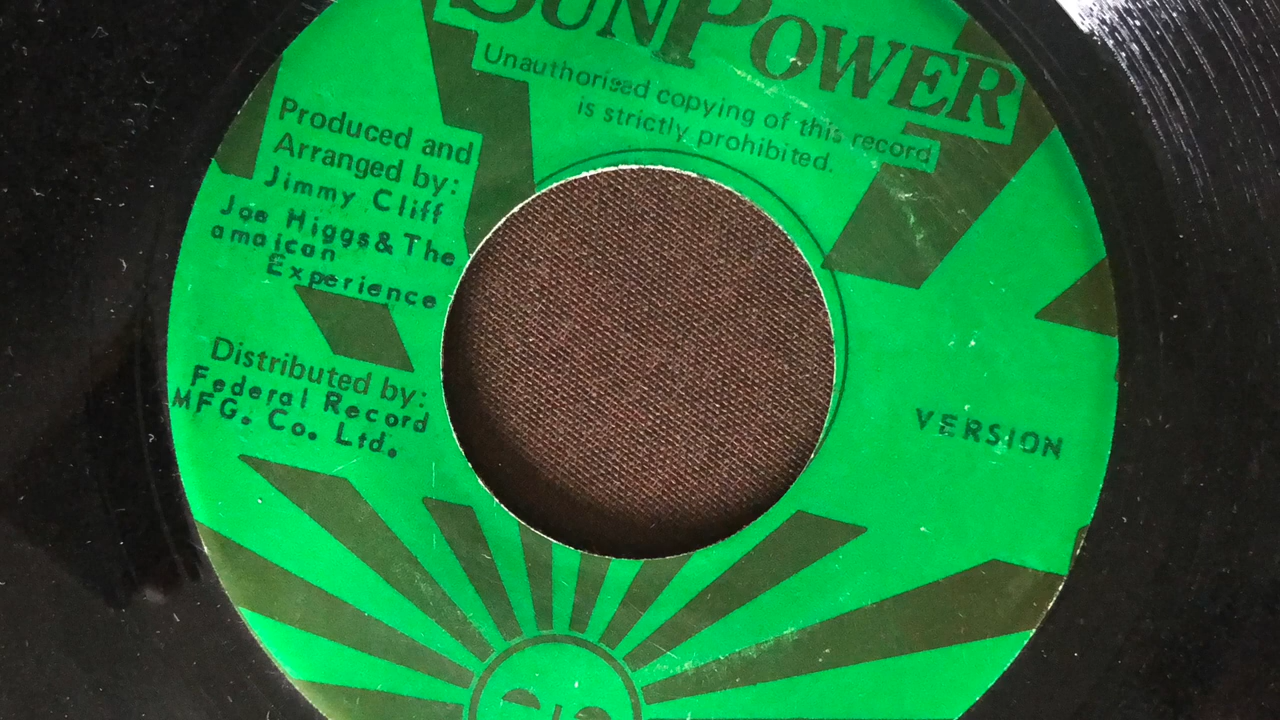 SUNPOWER
Unauthorised copying of this record
is strictly prohibited.
Produced and
Arranged by:
Jimmy Cliff
Joe Higgs & The
amaican
Experience
Distributed by:
Federal Record
MFG. Co. Ltd.
VERSION